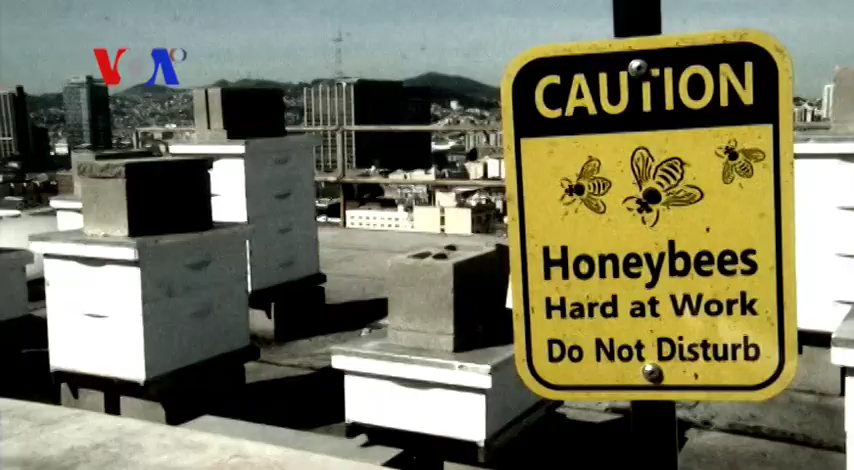 VOA
CAUTION
Honeybees
Hard at Work
Do Not Disturb